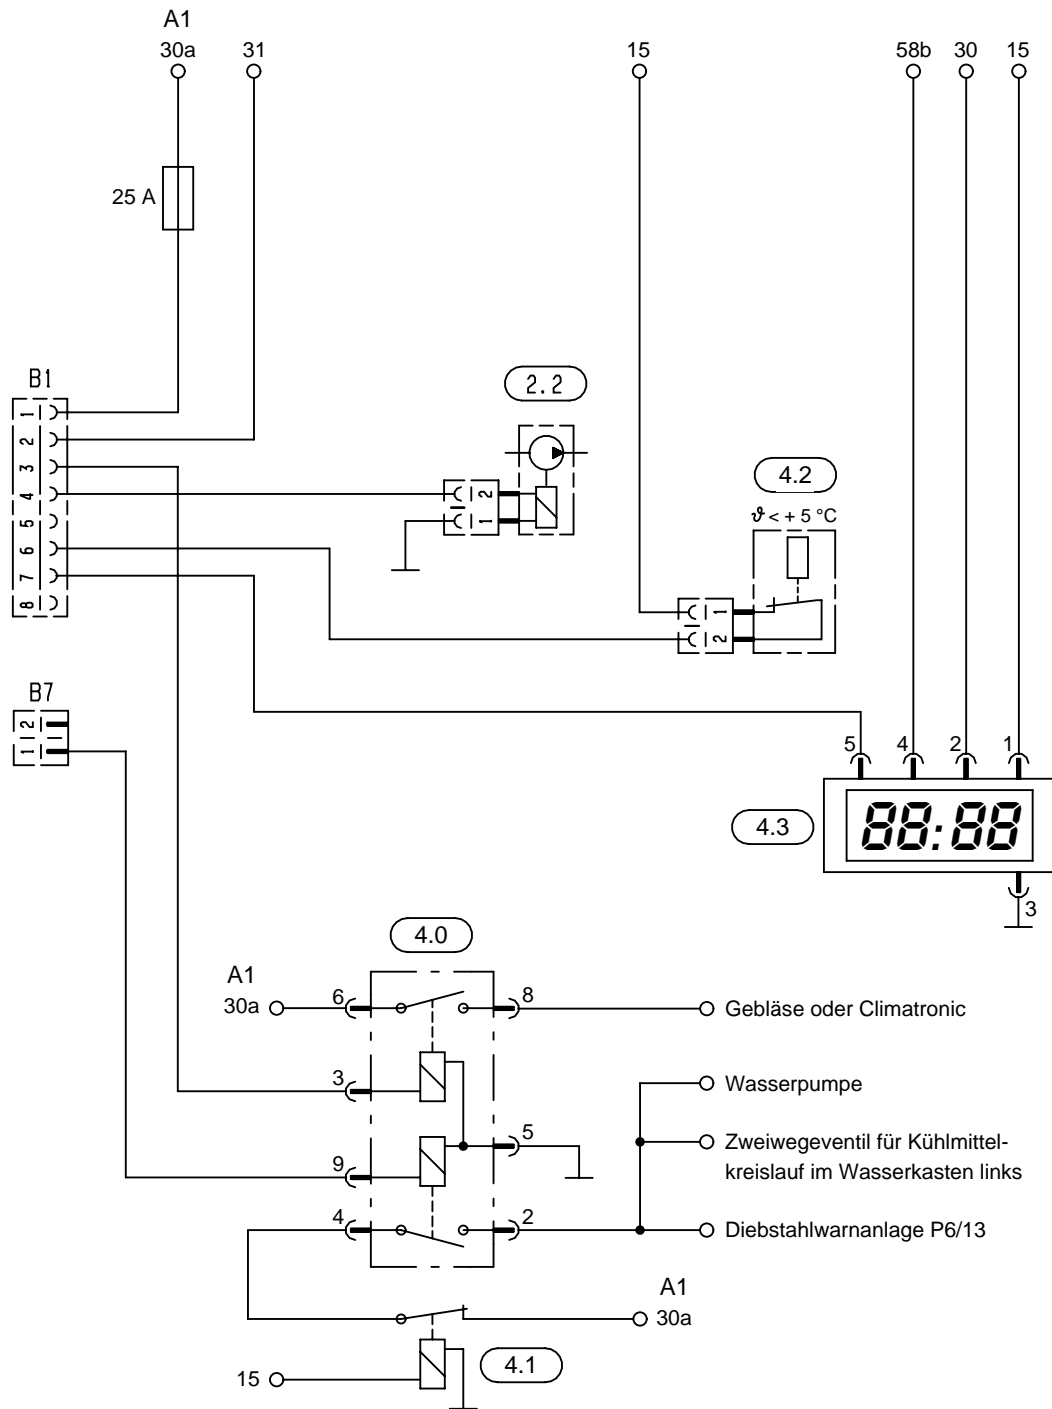 A1
30a
31
15
58b
30
15
25 A
B1
1
2
3
4
5
6
7
8
2.2
2
1
4.2
ϑ < + 5 °C
1
2
B7
2
1
5
4
2
1
4.3
88:88
3
4.0
A1
30a
6
8
Gebläse oder Climatronic
3
Wasserpumpe
5
Zweiwegeventil für Kühlmittel-
kreislauf im Wasserkasten links
9
4
2
Diebstahlwarnanlage P6/13
A1
30a
4.1
15